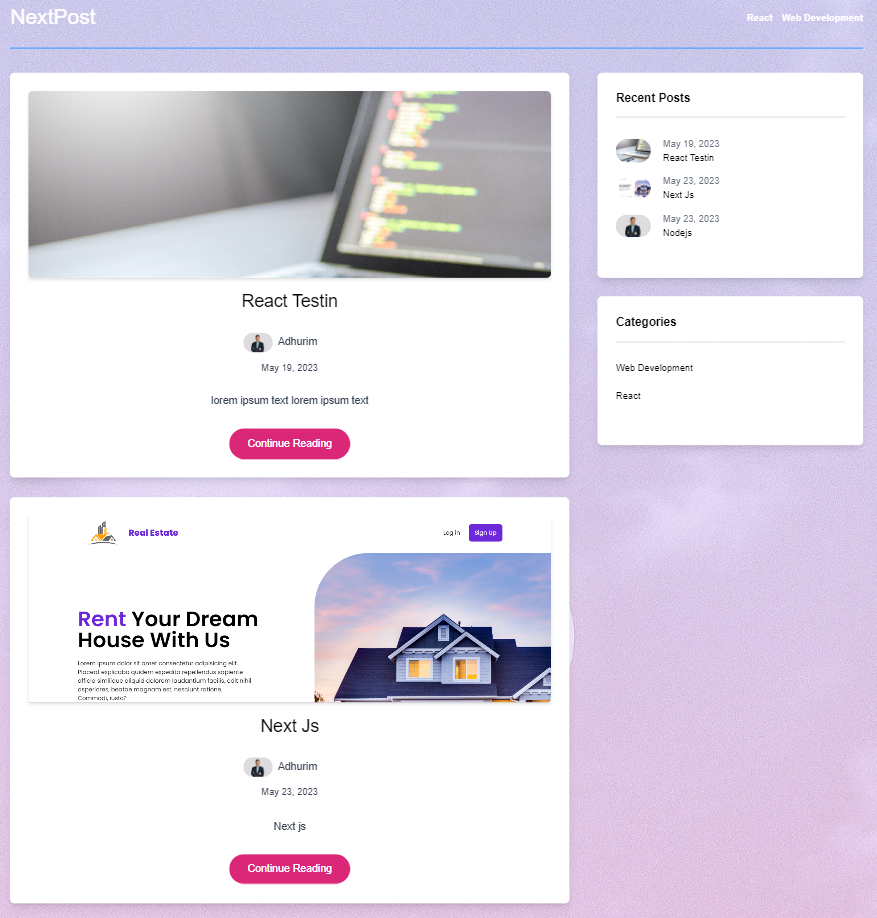 NextPost
React Web Development
React Testin
Adhurim
May 19, 2023
lorem ipsum text lorem ipsum text
Continue Reading
Real Estate
Log in
Sign Up
Rent Your Dream
House With Us
Lorem ipsum dolor sit amet consectetur adipisicing elit.
Placeat explicabo quidem expedita repellendus sapiente
officia similique aliquid dolorem laudantium facilis, odit nihil
asperiores, beatae magnam est, nesciunt ratione.
Commodi, iusto?
Next Js
Adhurim
May 23, 2023
Next js
Continue Reading
Recent Posts
May 19, 2023
React Testin
May 23, 2023
Next Js
May 23, 2023
Nodejs
Categories
Web Development
React